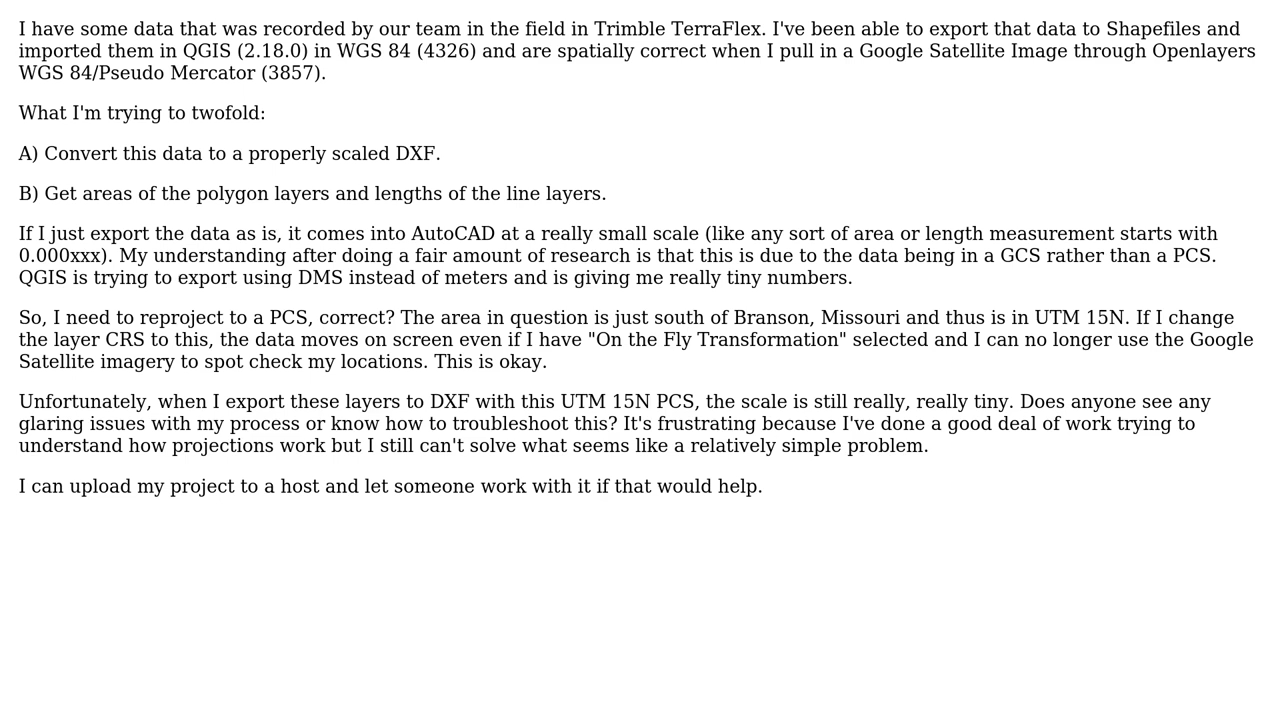 I have some data that was recorded by our team in the field in Trimble TerraFlex. I've been able to export that data to Shapefiles and
imported them in QGIS (2.18.0) in WGS 84 (4326) and are spatially correct when I pull in a Google Satellite Image through Openlayers
WGS 84/Pseudo Mercator (3857).
What I'm trying to twofold:
A) Convert this data to a properly scaled DXF.
B) Get areas of the polygon layers and lengths of the line layers.
If I just export the data as is, it comes into AutoCAD at a really small scale (like any sort of area or length measurement starts with
0.000xxx). My understanding after doing a fair amount of research is that this is due to the data being in a GCS rather than a PCS.
QGIS is trying to export using DMS instead of meters and is giving me really tiny numbers.
So, I need to reproject to a PCS, correct? The area in question is just south of Branson, Missouri and thus is in UTM 15N. If I change
the layer CRS to this, the data moves on screen even if I have "On the Fly Transformation" selected and I can no longer use the Google
Satellite imagery to spot check my locations. This is okay.
Unfortunately, when I export these layers to DXF with this UTM 15N PCS, the scale is still really, really tiny. Does anyone see any
glaring issues with my process or know how to troubleshoot this? It's frustrating because I've done a good deal of work trying to
understand how projections work but I still can't solve what seems like a relatively simple problem.
I can upload my project to a host and let someone work with it if that would help.